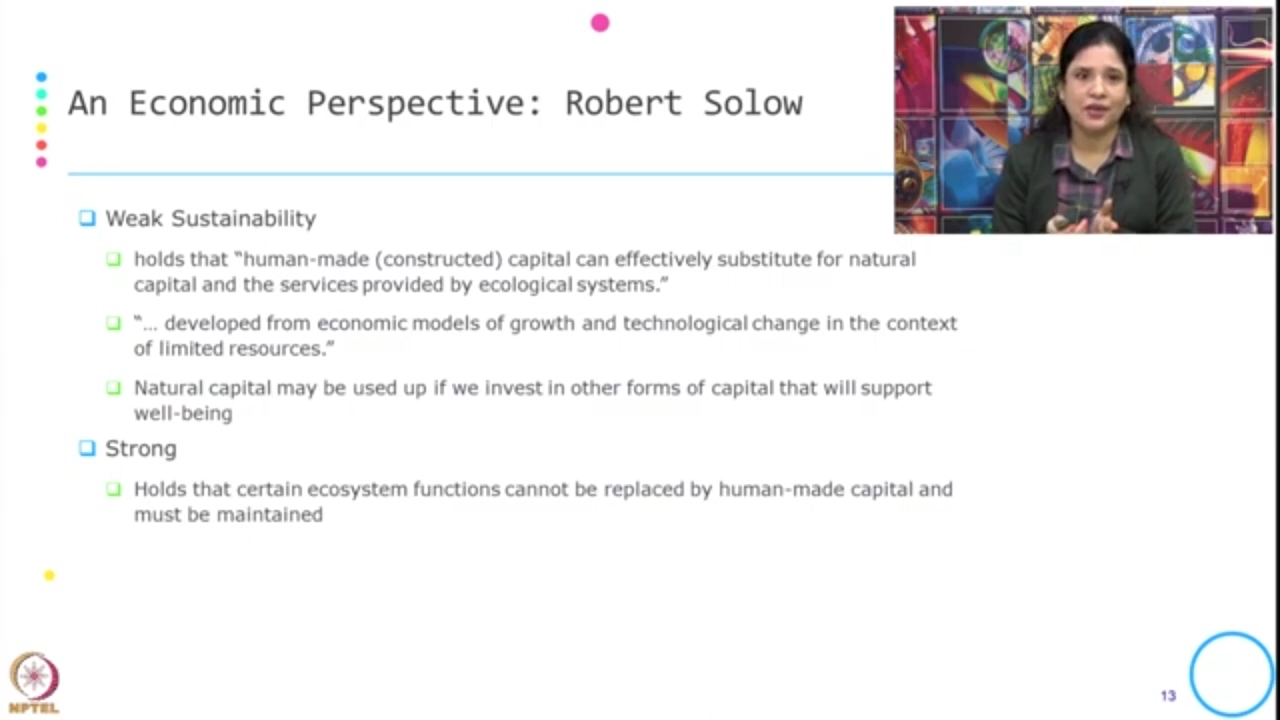 An Economic Perspective: Robert Solow
Weak Sustainability
holds that “human-made (constructed) capital can effectively substitute for natural
capital and the services provided by ecological systems.”
“… developed from economic models of growth and technological change in the context
of limited resources.”
Natural capital may be used up if we invest in other forms of capital that will support
well-being
Strong
Holds that certain ecosystem functions cannot be replaced by human-made capital and
must be maintained
NPTEL
13